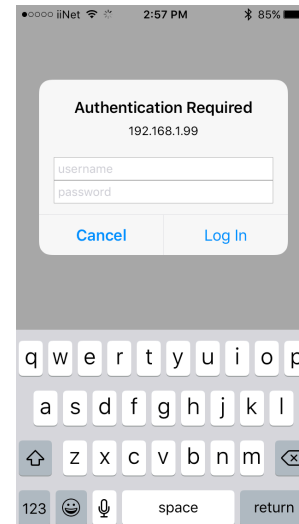 iiNet 2:57 PM 85%
Authentication Required
192.168.1.99
username
password
Cancel Log In
q w e r t y u i o p
a s d f g h j k l
z x c v b n m
123 space return